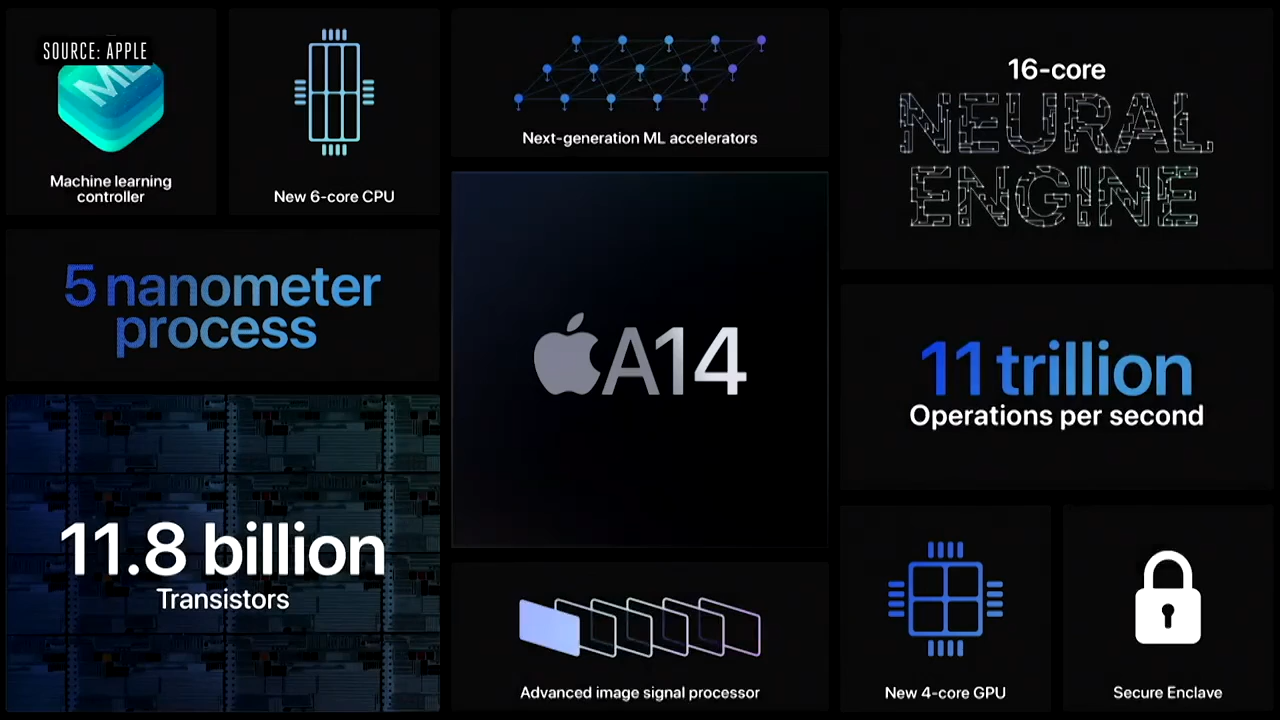 SOURCE: APPLE
ML
Machine learning
controller
New 6-core CPU
Next-generation ML accelerators
16-core
NEURAL
ENGINE
5 nanometer
process
A14
11 trillion
Operations per second
11.8 billion
Transistors
Advanced image signal processor
New 4-core GPU
Secure Enclave